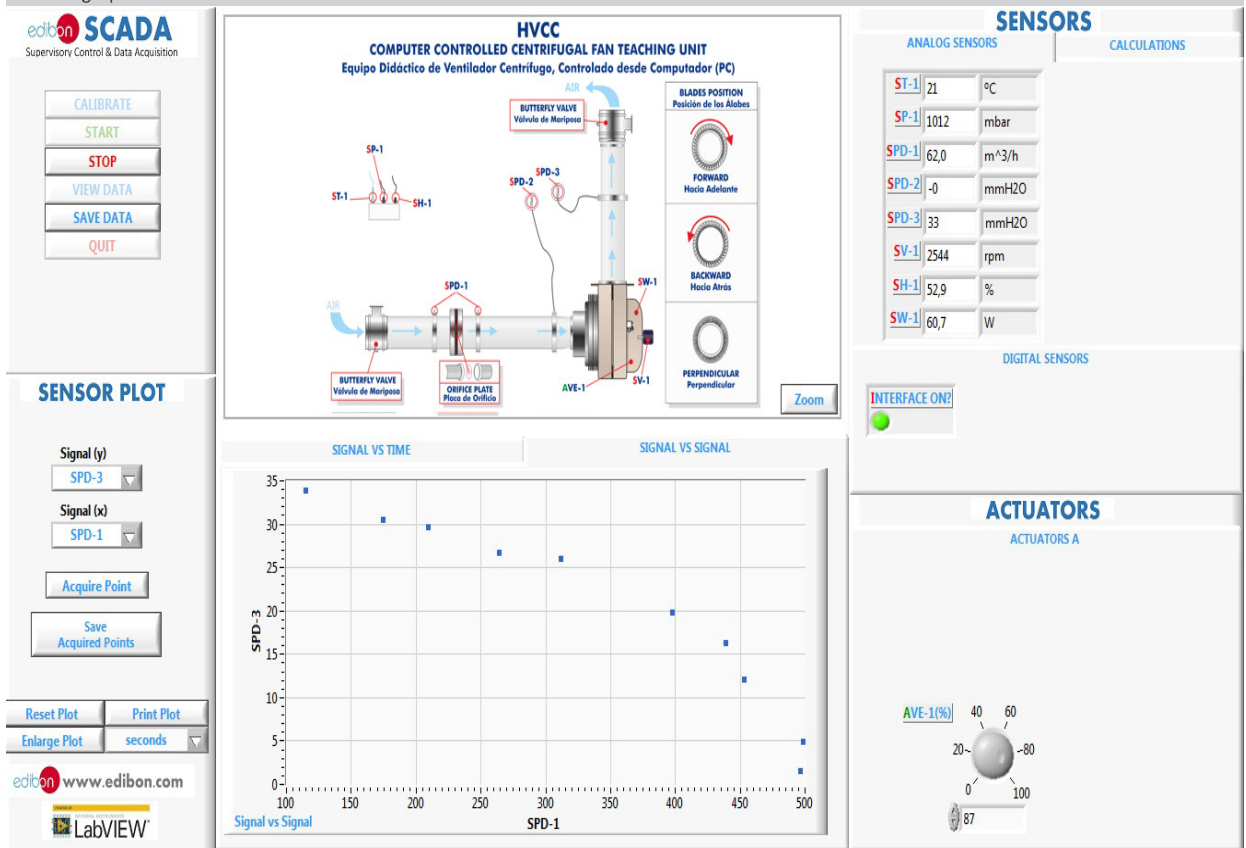 edibon SCADA
Supervisory Control & Data Acquisition
CALIBRATE
START
STOP
VIEW DATA
SAVE DATA
QUIT
HVCC
COMPUTER CONTROLLED CENTRIFUGAL FAN TEACHING UNIT
Equipo Didáctico de Ventilador Centrífugo, Controlado desde Computador (PC)
AIR
BUTTERFLY VALVE
Válvula de Mariposa
SP-1
ST-1
SH-1
SPD-2
SPD-3
SPD-1
SW-1
AIR
BUTTERFLY VALVE
Válvula de Mariposa
ORIFICE PLATE
Placa de Orificio
AVE-1
SV-1
BLADES POSITION
Posición de los Álabes
FORWARD
Hacia Adelante
BACKWARD
Hacia Atrás
PERPENDICULAR
Perpendicular
Zoom
SENSORS
ANALOG SENSORS
CALCULATIONS
ST-1 21 ºC
SP-1 1012 mbar
SPD-1 62,0 m^3/h
SPD-2 -0 mmH2O
SPD-3 33 mmH2O
SV-1 2544 rpm
SH-1 52,9 %
SW-1 60,7 W
DIGITAL SENSORS
INTERFACE ON?
SENSOR PLOT
Signal (y)
SPD-3
Signal (x)
SPD-1
Acquire Point
Save
Acquired Points
Reset Plot
Print Plot
Enlarge Plot
seconds
edibon www.edibon.com
LabVIEW
SIGNAL VS TIME
SIGNAL VS SIGNAL
35
30
25
20
15
10
5
0
SPD-3
100 150 200 250 300 350 400 450 500
Signal vs Signal
SPD-1
ACTUATORS
ACTUATORS A
AVE-1(%)
40 60
20 80
0 100
87